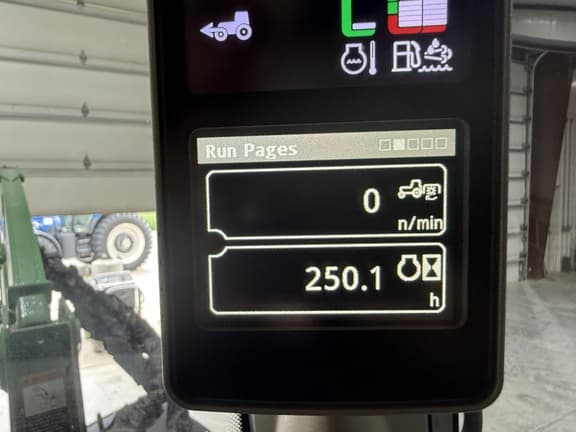 Run Pages
0
n/min
250.1
h